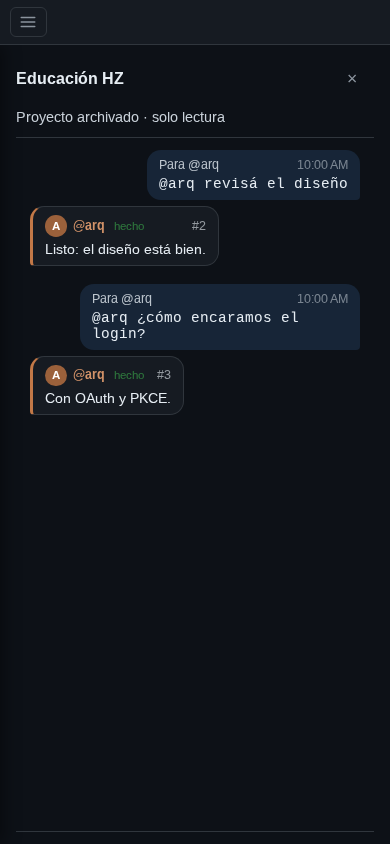 Educación HZ ×
Proyecto archivado · solo lectura
Para @arq 10:00 AM
@arq revisá el diseño
A @arq hecho #2
Listo: el diseño está bien.
Para @arq 10:00 AM
@arq ¿cómo encaramos el
login?
A @arq hecho #3
Con OAuth y PKCE.